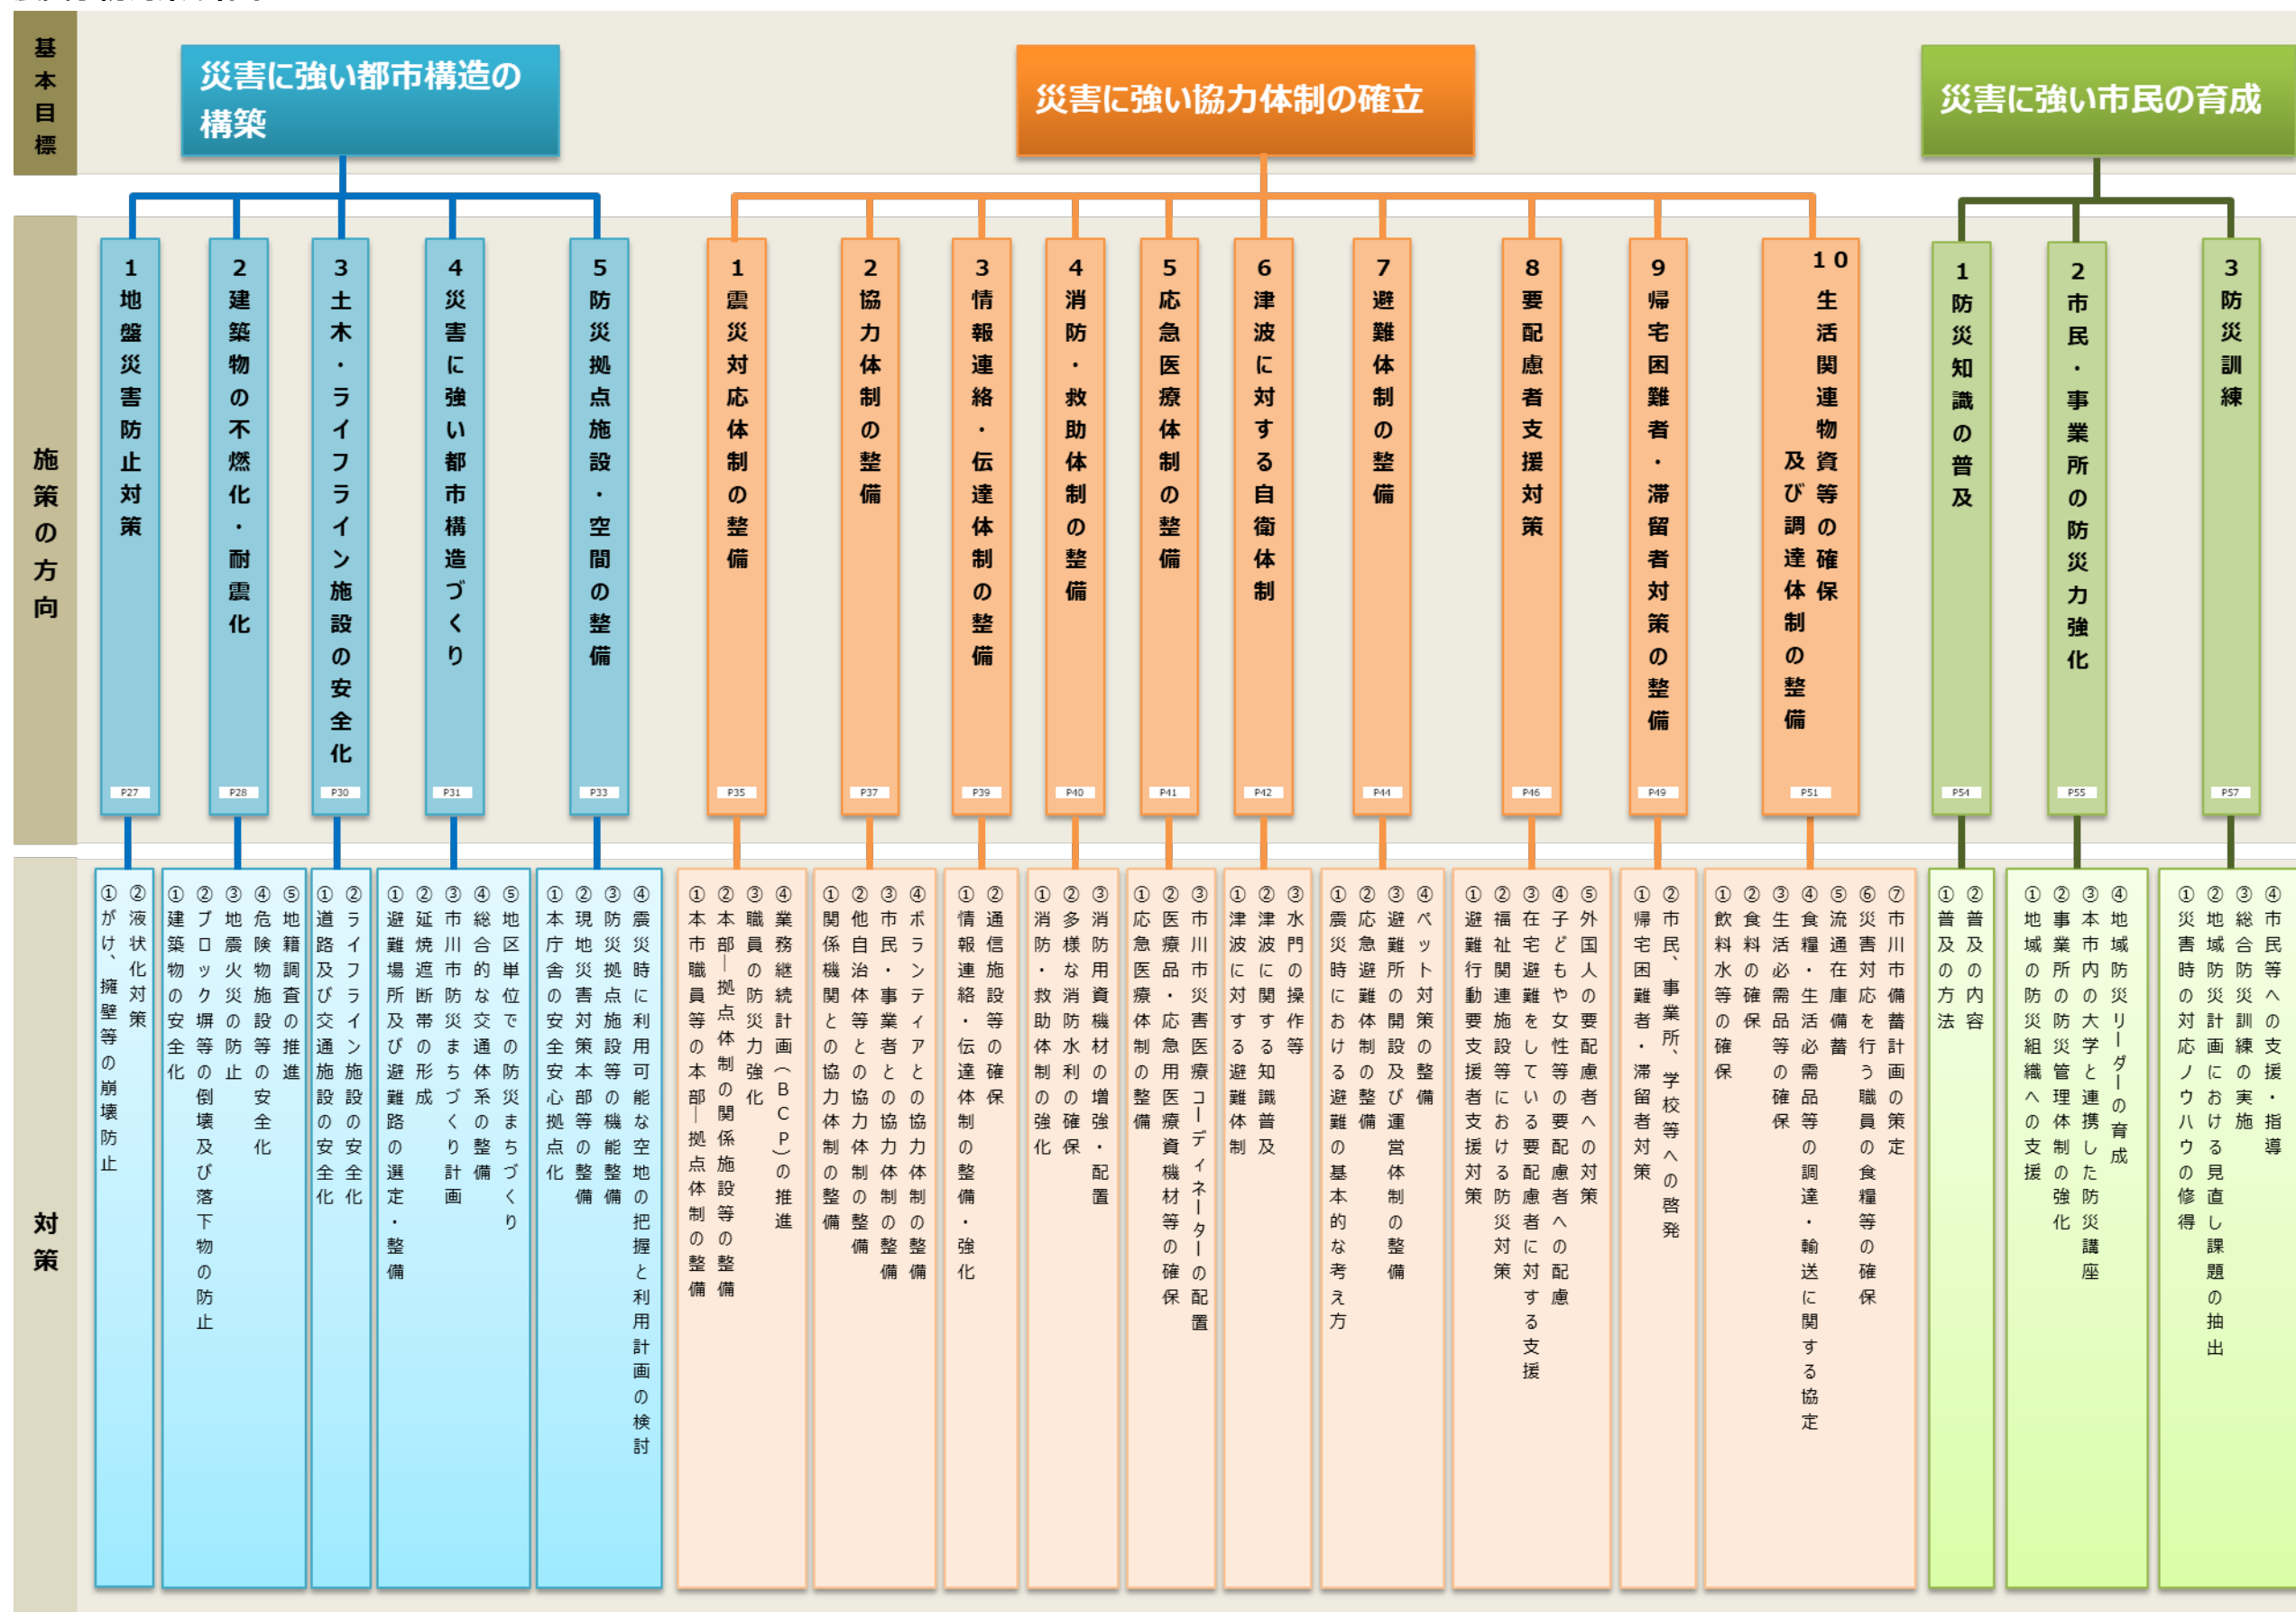 基本目標
災害に強い都市構造の
構築
災害に強い協力体制の確立
災害に強い市民の育成
施策の方向
1 地盤災害防止対策
P27
2 建築物の不燃化・耐震化
P28
3 土木・ライフライン施設の安全化
P30
4 災害に強い都市構造づくり
P31
5 防災拠点施設・空間の整備
P33
1 震災対応体制の整備
P35
2 協力体制の整備
P37
3 情報連絡・伝達体制の整備
P39
4 消防・救助体制の整備
P40
5 応急医療体制の整備
P41
6 津波に対する自衛体制
P42
7 避難体制の整備
P44
8 要配慮者支援対策
P46
9 帰宅困難者・滞留者対策の整備
P49
10 生活関連物資等の確保
及び調達体制の整備
P51
1 防災知識の普及
P54
2 市民・事業所の防災力強化
P55
3 防災訓練
P57
対策
①がけ、擁壁等の崩壊防止
②液状化対策
①建築物の安全化
②ブロック塀等の倒壊及び落下物の防止
③地震火災の防止
④危険物施設等の安全化
⑤地籍調査の推進
①道路及び交通施設の安全化
②ライフライン施設の安全化
①避難場所及び避難路の選定・整備
②延焼遮断帯の形成
③市川市防災まちづくり計画
④総合的な交通体系の整備
⑤地区単位での防災まちづくり
①本庁舎の安全安心拠点化
②現地災害対策本部等の整備
③防災拠点施設等の機能整備
④震災時に利用可能な空地の把握と利用計画の検討
①本市職員等の本部―拠点体制の整備
②本部―拠点体制の関係施設等の整備
③職員の防災力強化
④業務継続計画(BCP)の推進
①関係機関との協力体制の整備
②他自治体等との協力体制の整備
③市民・事業者との協力体制の整備
④ボランティアとの協力体制の整備
①情報連絡・伝達体制の整備・強化
②通信施設等の確保
①消防・救助体制の強化
②多様な消防水利の確保
③消防用資機材の増強・配置
①応急医療体制の整備
②医療品・応急用医療資機材等の確保
③市川市災害医療コーディネーターの配置
①津波に対する避難体制
②津波に関する知識普及
③水門の操作等
①震災時における避難の基本的な考え方
②応急避難体制の整備
③避難所の開設及び運営体制の整備
④ペット対策の整備
①避難行動要支援者支援対策
②福祉関連施設等における防災対策
③在宅避難をしている要配慮者に対する支援
④子どもや女性等の要配慮者への配慮
⑤外国人の要配慮者への対策
①帰宅困難者・滞留者対策
②市民、事業所、学校等への啓発
①飲料水等の確保
②食料の確保
③生活必需品等の確保
④食糧・生活必需品等の調達・輸送に関する協定
⑤流通在庫備蓄
⑥災害対応を行う職員の食糧等の確保
⑦市川市備蓄計画の策定
①普及の方法
②普及の内容
①地域の防災組織への支援
②事業所の防災管理体制の強化
③本市内の大学と連携した防災講座
④地域防災リーダーの育成
①災害時の対応ノウハウの修得
②地域防災計画における見直し課題の抽出
③総合防災訓練の実施
④市民等への支援・指導